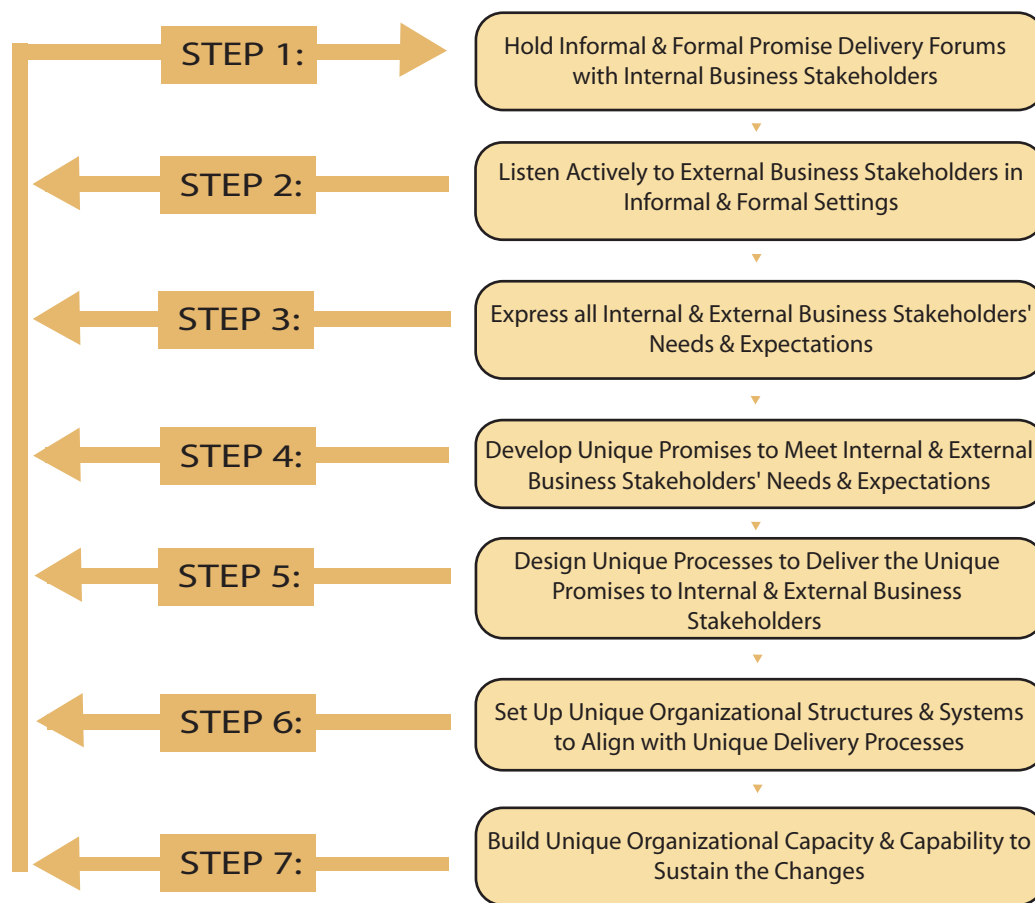 STEP 1:
Hold Informal & Formal Promise Delivery Forums
with Internal Business Stakeholders
STEP 2:
Listen Actively to External Business Stakeholders in
Informal & Formal Settings
STEP 3:
Express all Internal & External Business Stakeholders'
Needs & Expectations
STEP 4:
Develop Unique Promises to Meet Internal & External
Business Stakeholders' Needs & Expectations
STEP 5:
Design Unique Processes to Deliver the Unique
Promises to Internal & External Business
Stakeholders
STEP 6:
Set Up Unique Organizational Structures & Systems
to Align with Unique Delivery Processes
STEP 7:
Build Unique Organizational Capacity & Capability to
Sustain the Changes